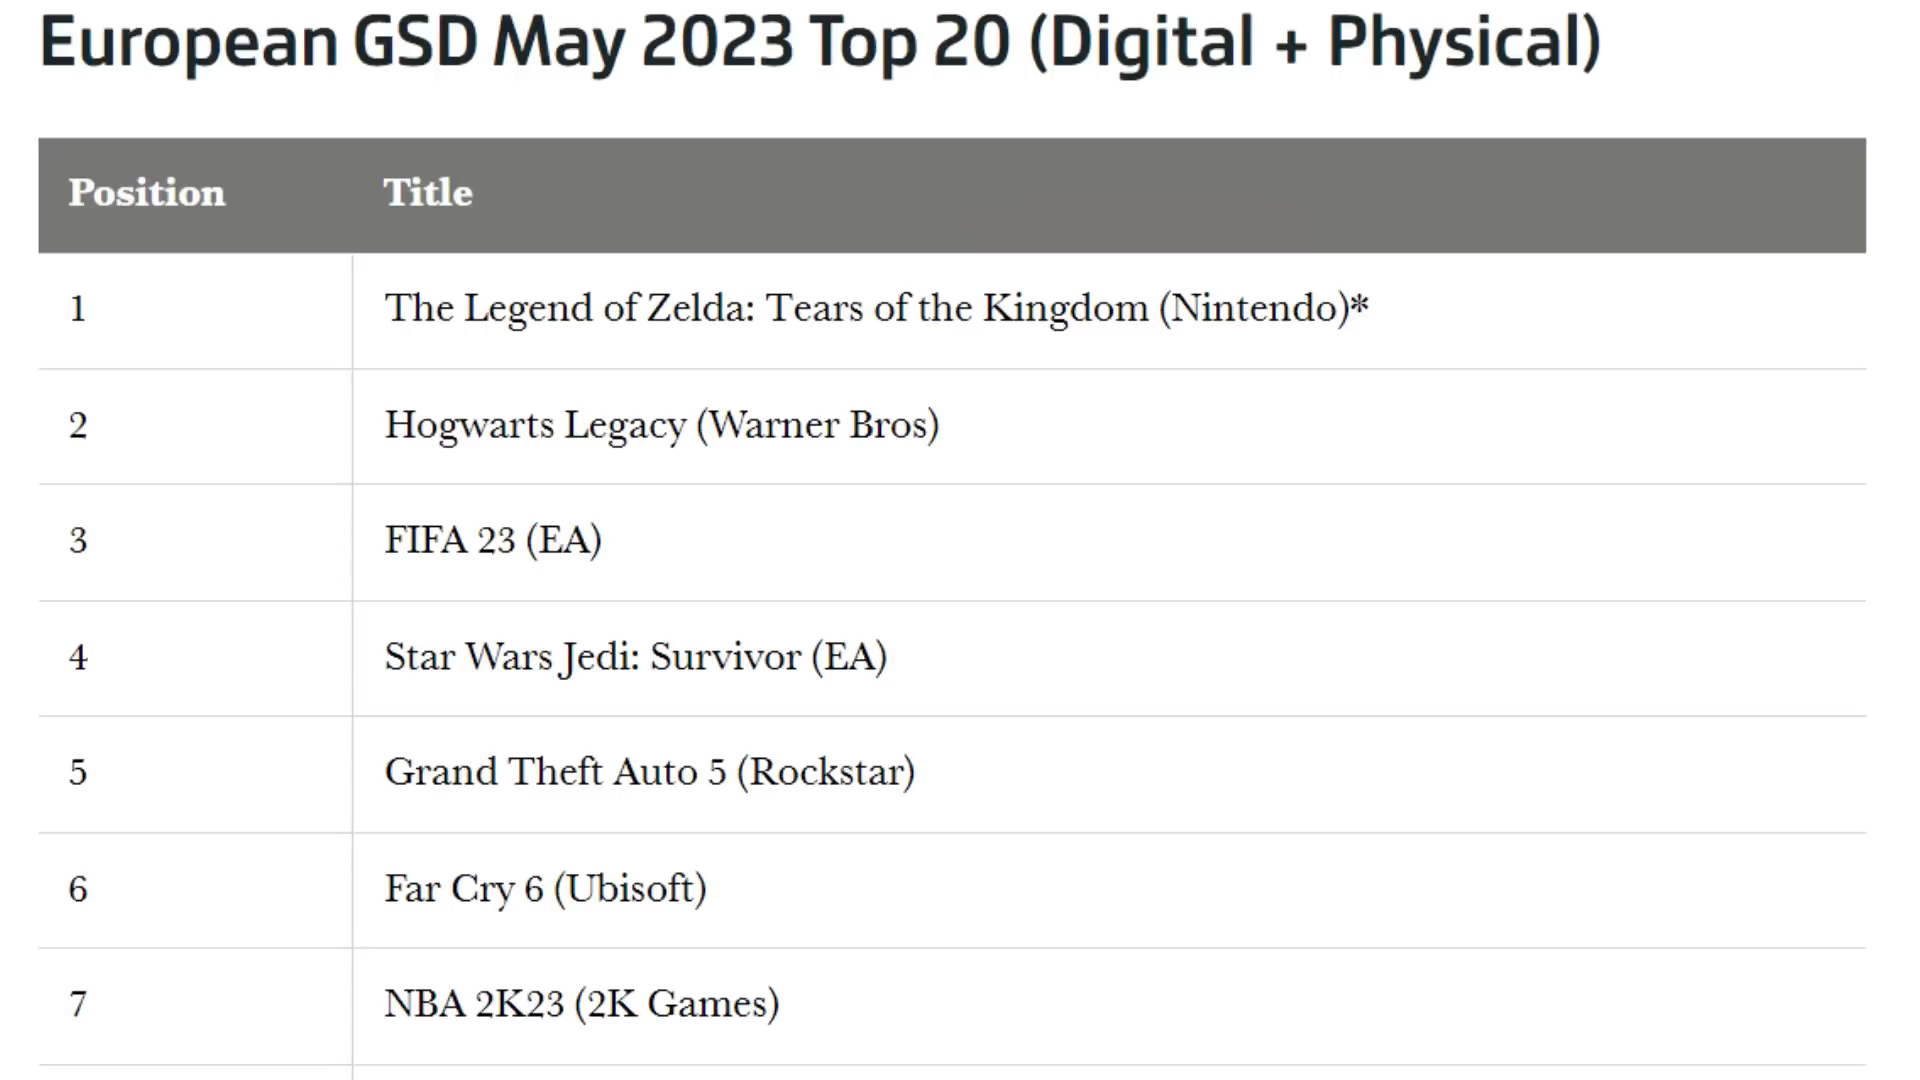 European GSD May 2023 Top 20 (Digital + Physical)
Position Title
1 The Legend of Zelda: Tears of the Kingdom (Nintendo)*
2 Hogwarts Legacy (Warner Bros)
3 FIFA 23 (EA)
4 Star Wars Jedi: Survivor (EA)
5 Grand Theft Auto 5 (Rockstar)
6 Far Cry 6 (Ubisoft)
7 NBA 2K23 (2K Games)